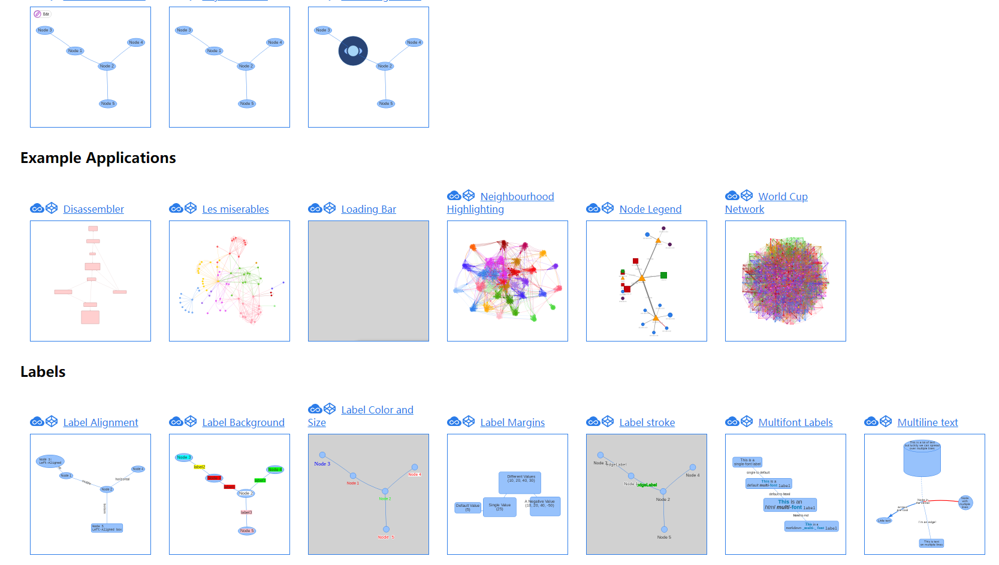 Edit
Node 3
Node 4
Node 1
Node 2
Node 5
Node 3
Node 4
Node 1
Node 2
Node 5
Node 3
Node 4
Node 2
Node 5
Example Applications
Disassembler
Les miserables
Loading Bar
Neighbourhood
Highlighting
Node Legend
World Cup
Network
Labels
Label Alignment
Label Background
Label Color and
Size
Label Margins
Label stroke
Multifont Labels
Multiline text
Node 3:
Left-Aligned
Node 1
middle
Node 4
horizontal
Node 2
bottom
Node 5
Left-Aligned box
Node 3
label2
Node 4
label3
Node 2
label3
Node 5
Node 3
Node 1
Node 4
Node 2
Node 5
Different Values
(10, 20, 40, 30)
Default Value
(5)
Single Value
(25)
A Negative Value
(10, 20, 40, -50)
Node 3
edgeLabel
Node 1
edgeLabel
Node 4
Node 2
Node 5
This is a
single-font label
single to default
This is a
default multi-font label
default to html
This is an
html multi-font label
html to md
This is a
markdown _multi-_ font label
This is a lot of text
but luckily we can spread
over multiple lines
Node in
the center
Node
with
multiple
lines
arrows
are cool
Little text
I'm an edge!
This is text
on multiple lines